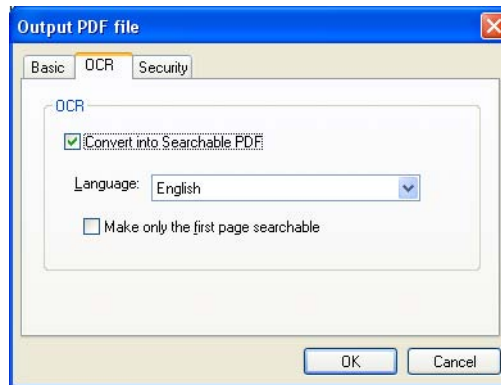 Output PDF file
Basic OCR Security
OCR
Convert into Searchable PDF
Language: English
Make only the first page searchable
OK Cancel